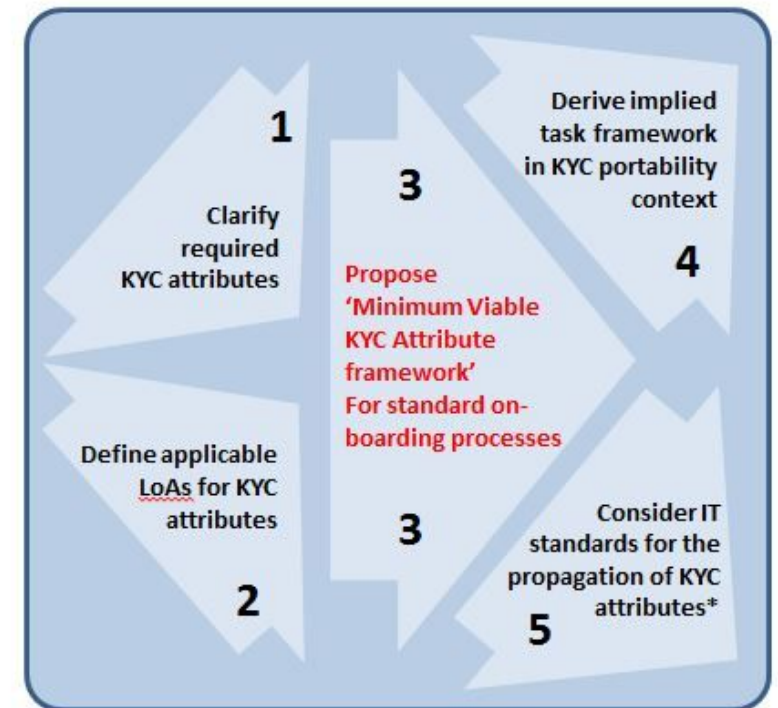 1
Clarify
required
KYC attributes
Define applicable
LoAs for KYC
attributes
2
3
Propose
‘Minimum Viable
KYC Attribute
framework’
For standard on-
boarding processes
3
Derive implied
task framework
in KYC portability
context
4
Consider IT
standards for the
propagation of KYC
attributes*
5